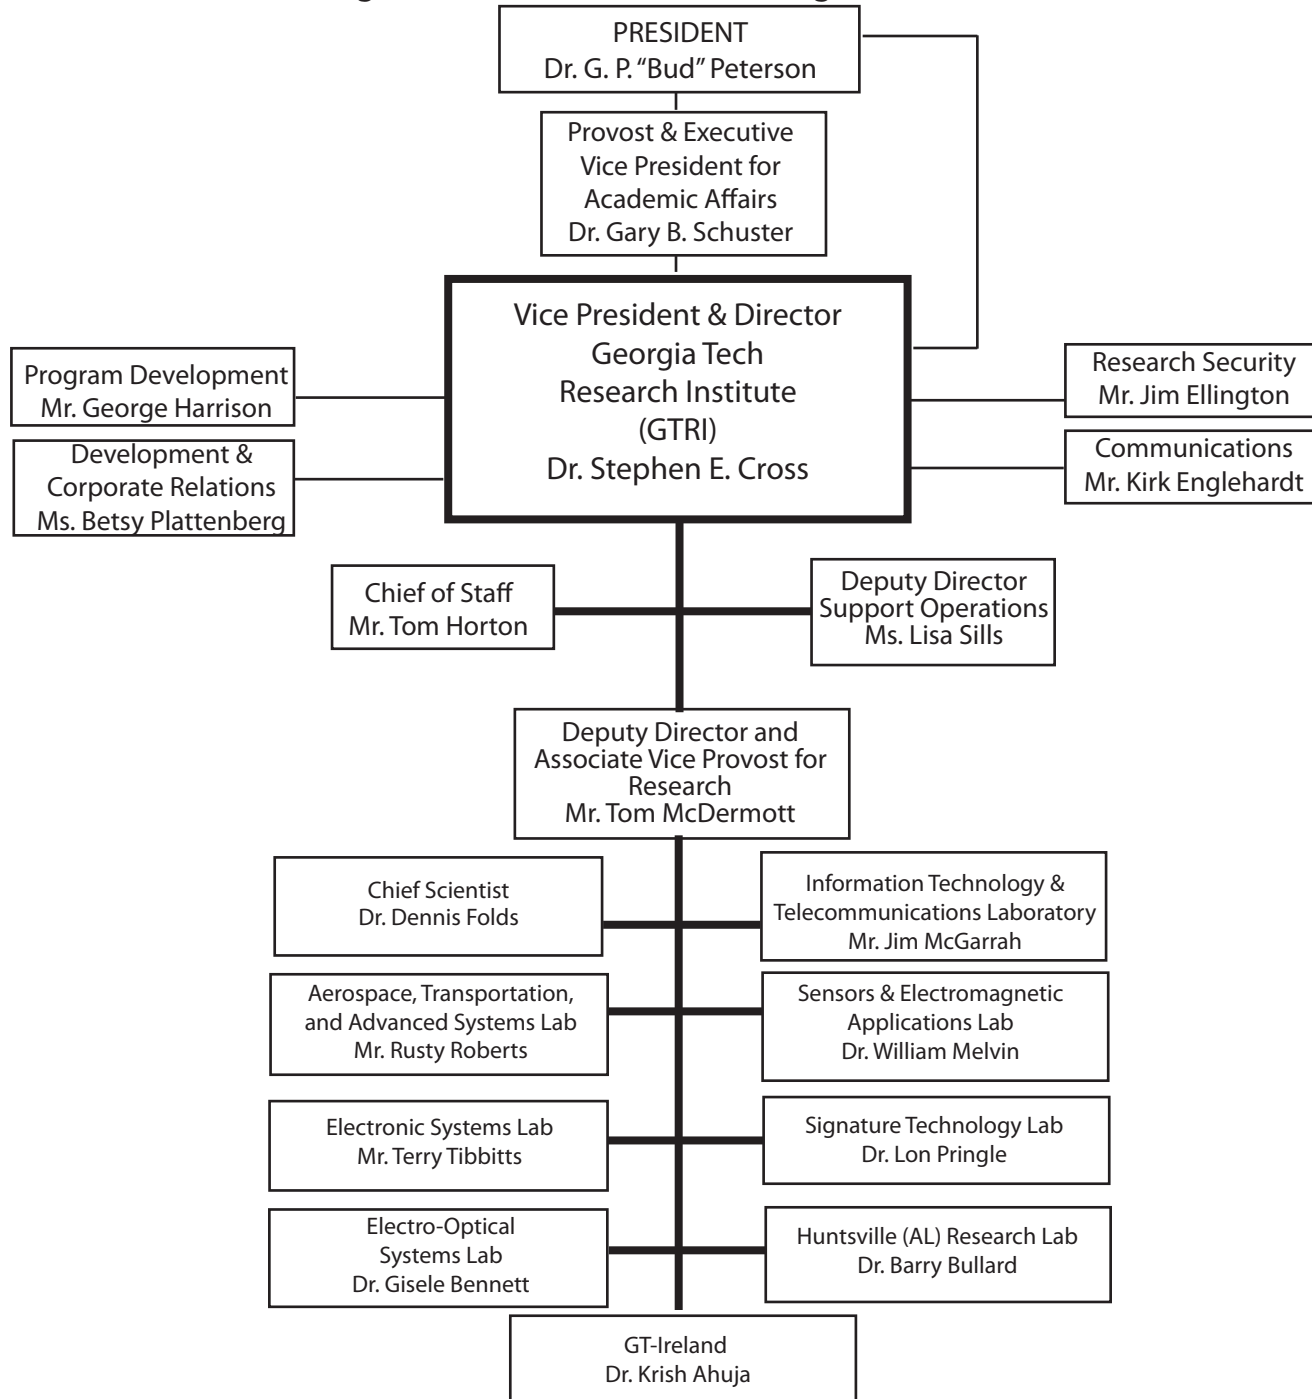 PRESIDENT
Dr. G. P. “Bud” Peterson
Provost & Executive
Vice President for
Academic Affairs
Dr. Gary B. Schuster
Vice President & Director
Georgia Tech
Research Institute
(GTRI)
Dr. Stephen E. Cross
Program Development
Mr. George Harrison
Development &
Corporate Relations
Ms. Betsy Plattenberg
Research Security
Mr. Jim Ellington
Communications
Mr. Kirk Englehardt
Chief of Staff
Mr. Tom Horton
Deputy Director
Support Operations
Ms. Lisa Sills
Deputy Director and
Associate Vice Provost for
Research
Mr. Tom McDermott
Chief Scientist
Dr. Dennis Folds
Information Technology &
Telecommunications Laboratory
Mr. Jim McGarrah
Aerospace, Transportation,
and Advanced Systems Lab
Mr. Rusty Roberts
Sensors & Electromagnetic
Applications Lab
Dr. William Melvin
Electronic Systems Lab
Mr. Terry Tibbitts
Signature Technology Lab
Dr. Lon Pringle
Electro-Optical
Systems Lab
Dr. Gisele Bennett
Huntsville (AL) Research Lab
Dr. Barry Bullard
GT-Ireland
Dr. Krish Ahuja